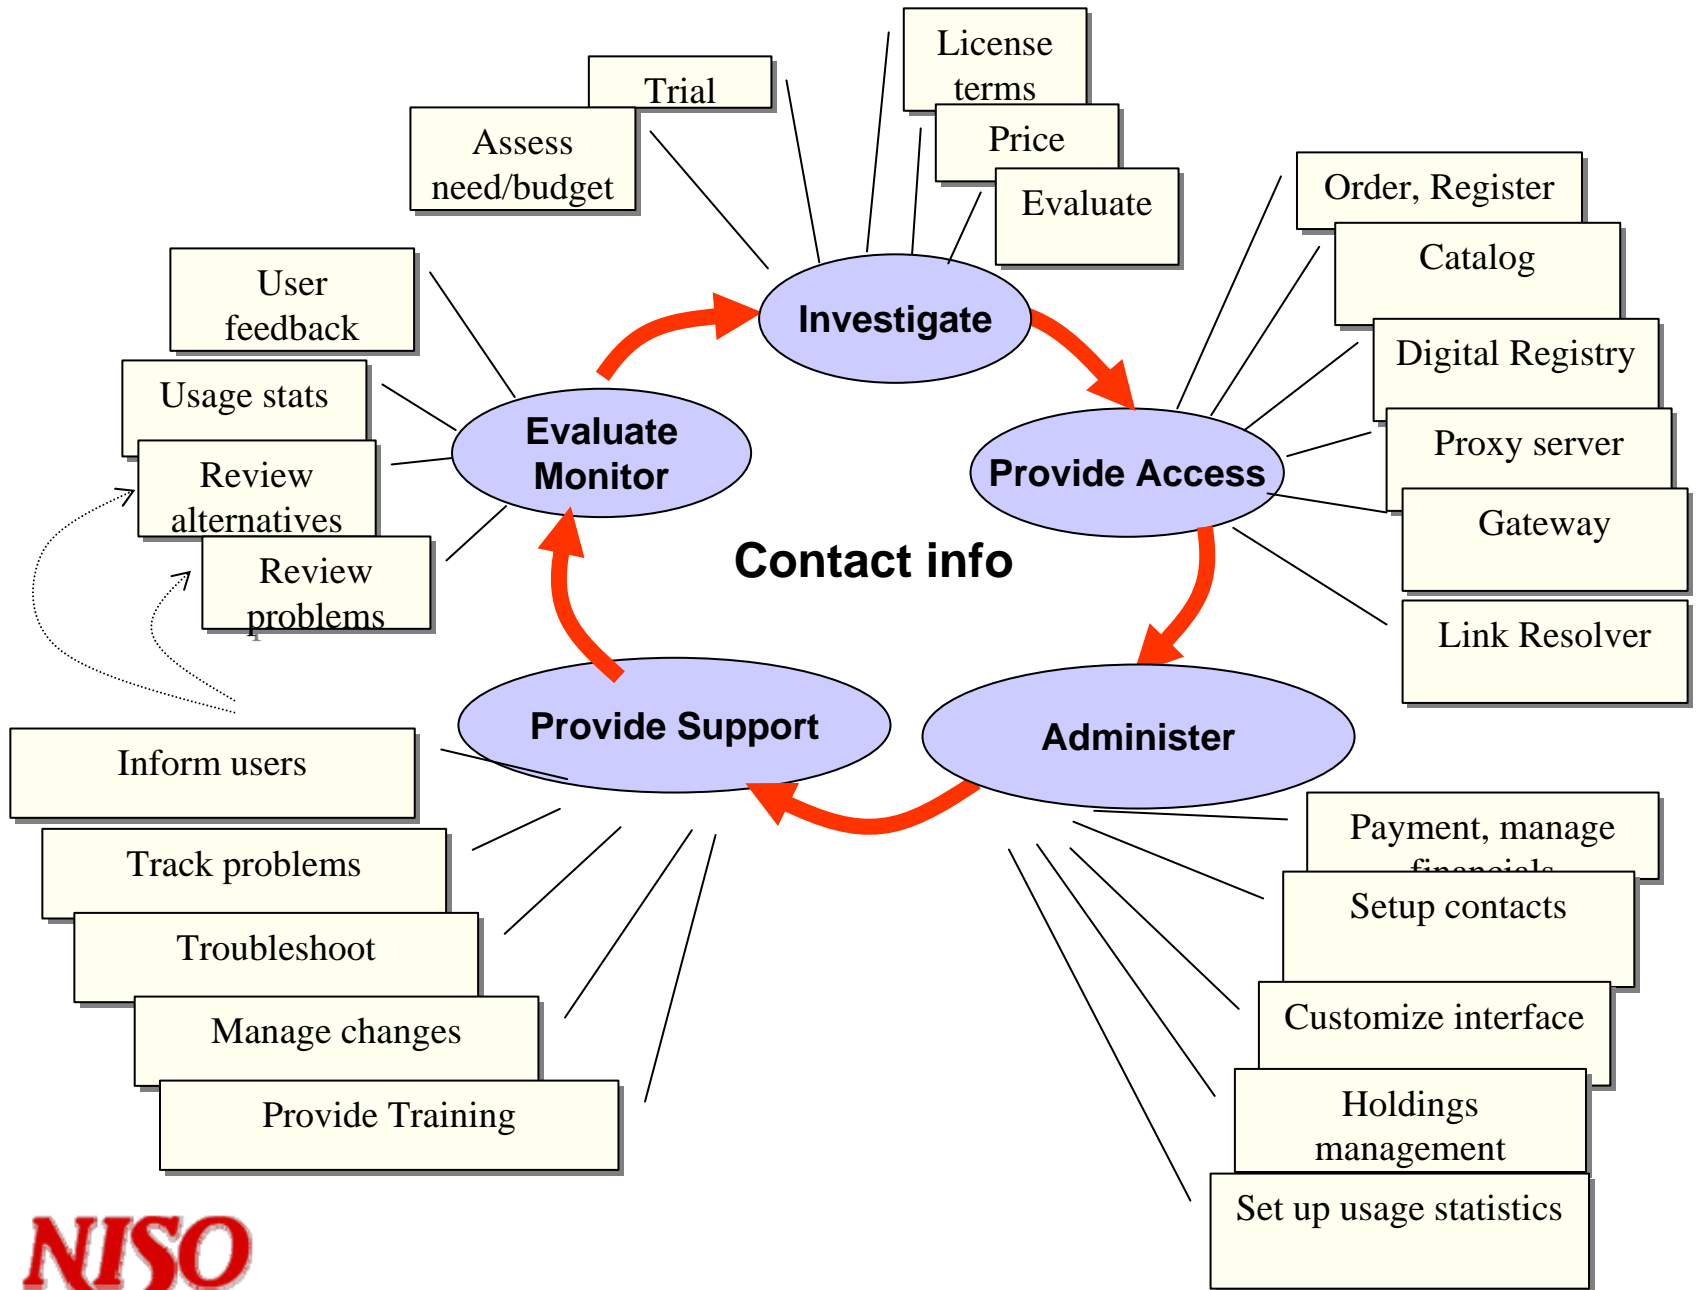 License
terms
Trial
Price
Assess
need/budget
Evaluate
Order, Register
Catalog
User
feedback
Investigate
Digital Registry
Usage stats
Evaluate
Monitor
Proxy server
Provide Access
Review
alternatives
Gateway
Contact info
Review
problems
Link Resolver
Provide Support
Administer
Inform users
Payment, manage
financials
Track problems
Setup contacts
Troubleshoot
Customize interface
Manage changes
Holdings
management
Provide Training
Set up usage statistics
NISO